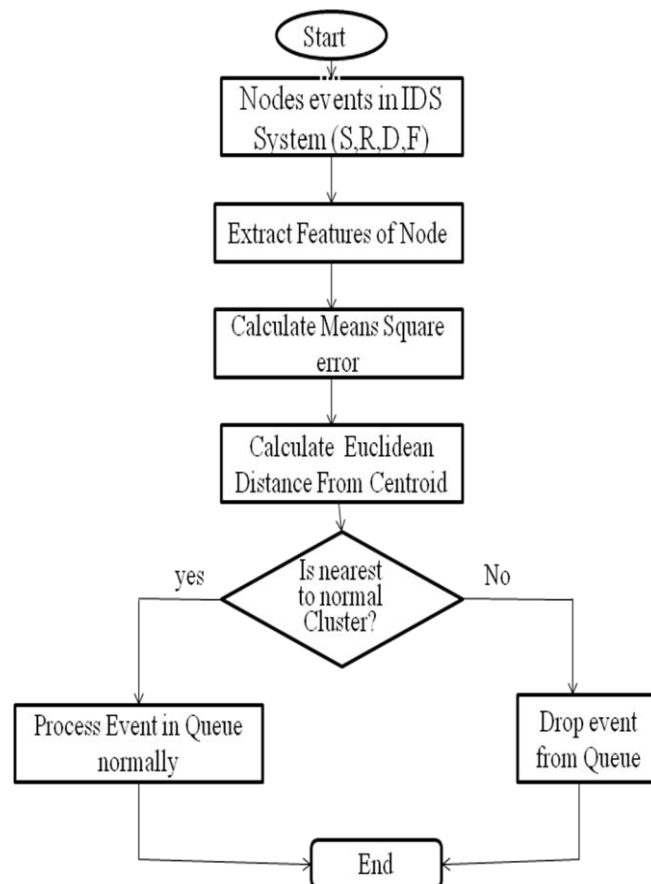 Start
Nodes events in IDS
System (S,R,D,F)
Extract Features of Node
Calculate Means Square
error
Calculate Euclidean
Distance From Centroid
yes
Is nearest
to normal
Cluster?
No
Process Event in Queue
normally
Drop event
from Queue
End